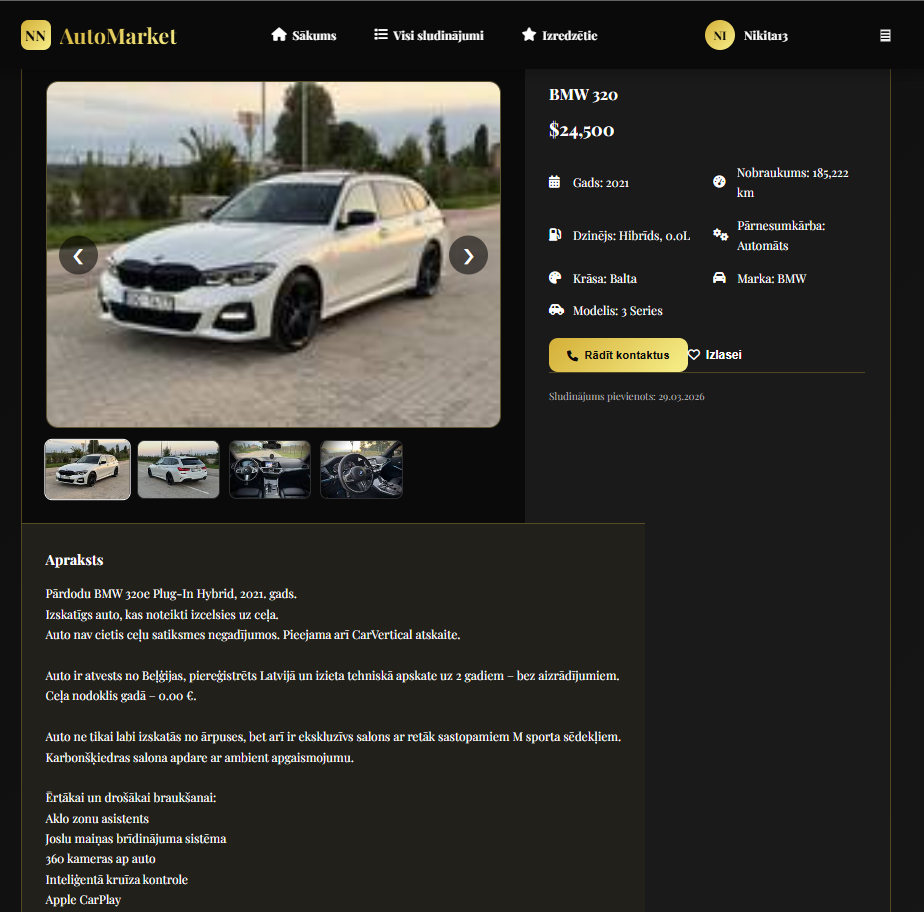 NN AutoMarket
Sākums
Visi sludinājumi
Izredzētie
NI Nikita13
BMW 320
$24,500
Gads: 2021
Nobraukums: 185,222
km
Dzinējs: Hibrīds, 0.0L
Pārnesumkārba:
Automāts
Krāsa: Balta
Marka: BMW
Modelis: 3 Series
Rādīt kontaktus
Izlasei
Sludinājums pievienots: 29.03.2026
Apraksts
Pārdodu BMW 320e Plug-In Hybrid, 2021. gads.
Izskatīgs auto, kas noteikti izcelsies uz ceļa.
Auto nav cietis ceļu satiksmes negadījumos. Pieejama arī CarVertical atskaite.
Auto ir atvests no Beļģijas, piereģistrēts Latvijā un izieta tehniskā apskate uz 2 gadiem – bez aizrādījumiem.
Ceļa nodoklis gadā – 0.00 €.
Auto ne tikai labi izskatās no ārpuses, bet arī ir ekskluzīvs salons ar retāk sastopamiem M sporta sēdekļiem.
Karbonšķiedras salona apdare ar ambient apgaismojumu.
Ērtākai un drošākai braukšanai:
Aklo zonu asistents
Joslu maiņas brīdinājuma sistēma
360 kameras ap auto
Inteliģentā kruīza kontrole
Apple CarPlay